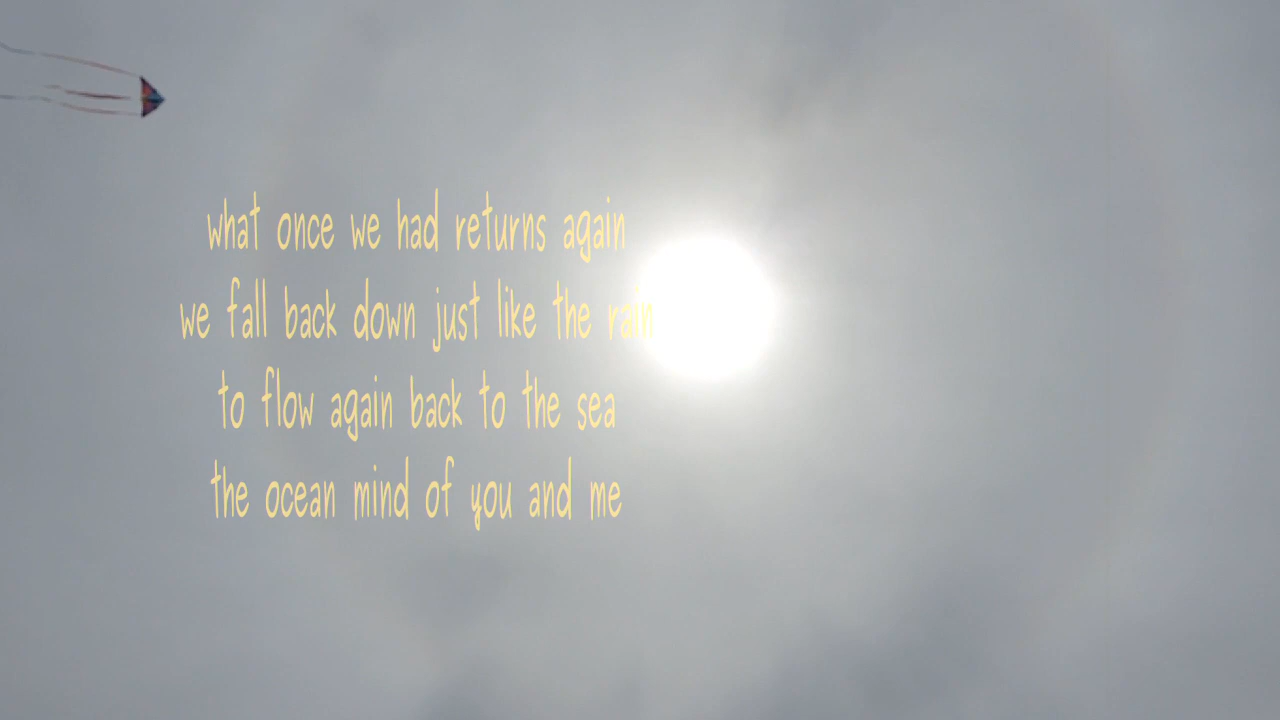 what once we had returns again
we fall back down just like the rain
to flow again back to the sea
the ocean mind of you and me